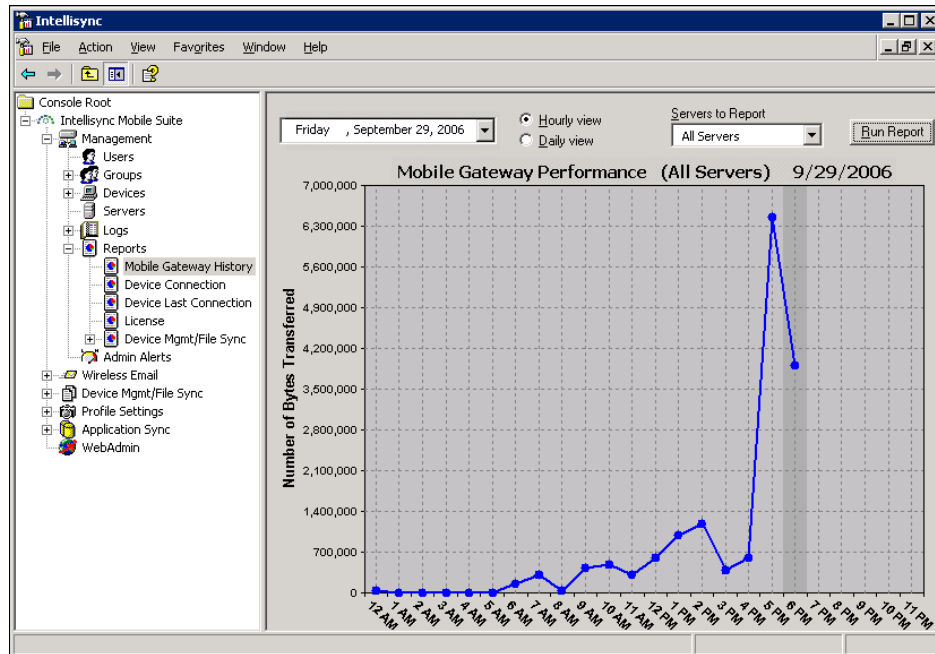 Intellisync
File Action View Favorites Window Help
Console Root
Intellisync Mobile Suite
Management
Users
Groups
Devices
Servers
Logs
Reports
Mobile Gateway History
Device Connection
Device Last Connection
License
Device Mgmt/File Sync
Admin Alerts
Wireless Email
Device Mgmt/File Sync
Profile Settings
Application Sync
WebAdmin
Friday , September 29, 2006
Hourly view
Daily view
Servers to Report
All Servers
Run Report
Mobile Gateway Performance (All Servers) 9/29/2006
Number of Bytes Transferred
7,000,000
6,300,000
5,600,000
4,900,000
4,200,000
3,500,000
2,800,000
2,100,000
1,400,000
700,000
0
12 AM
1 AM
2 AM
3 AM
4 AM
5 AM
6 AM
7 AM
8 AM
9 AM
10 AM
11 AM
12 PM
1 PM
2 PM
3 PM
4 PM
5 PM
6 PM
7 PM
8 PM
9 PM
10 PM
11 PM